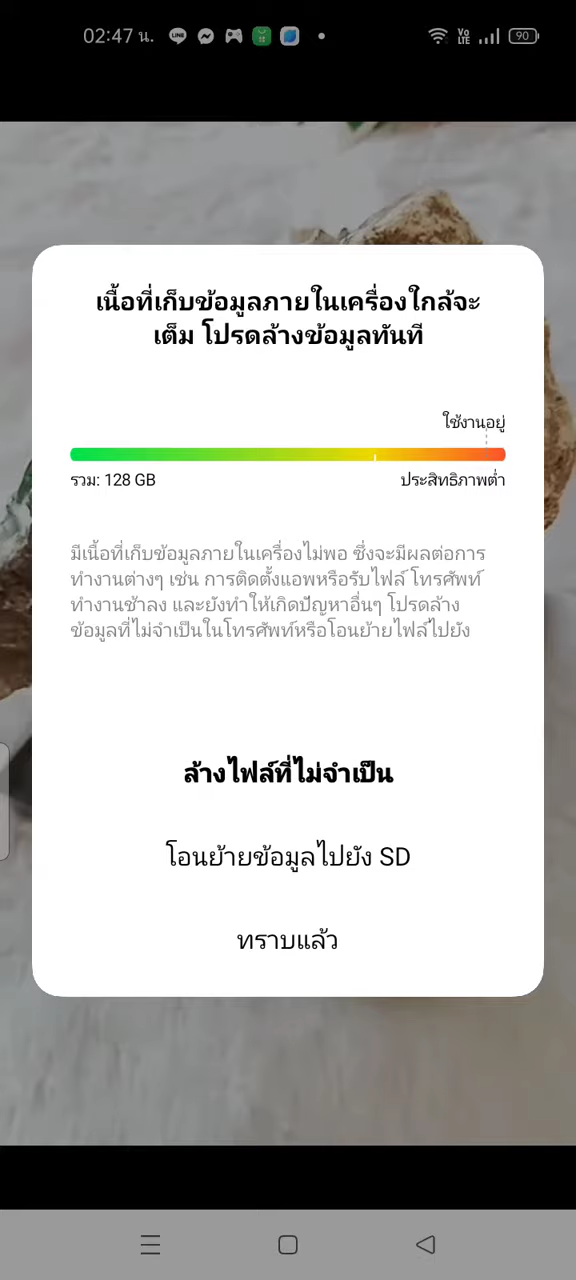 02:47 น.
LINE
Vo
LTE
90
เนื้อที่เก็บข้อมูลภายในเครื่องใกล้จะ
เต็ม โปรดล้างข้อมูลทันที
ใช้งานอยู่
รวม: 128 GB
ประสิทธิภาพต่ำ
มีเนื้อที่เก็บข้อมูลภายในเครื่องไม่พอ ซึ่งจะมีผลต่อการ
ทำงานต่างๆ เช่น การติดตั้งแอพหรือรับไฟล์ โทรศัพท์
ทำงานช้าลง และยังทำให้เกิดปัญหาอื่นๆ โปรดล้าง
ข้อมูลที่ไม่จำเป็นในโทรศัพท์หรือโอนย้ายไฟล์ไปยัง
ล้างไฟล์ที่ไม่จำเป็น
โอนย้ายข้อมูลไปยัง SD
ทราบแล้ว